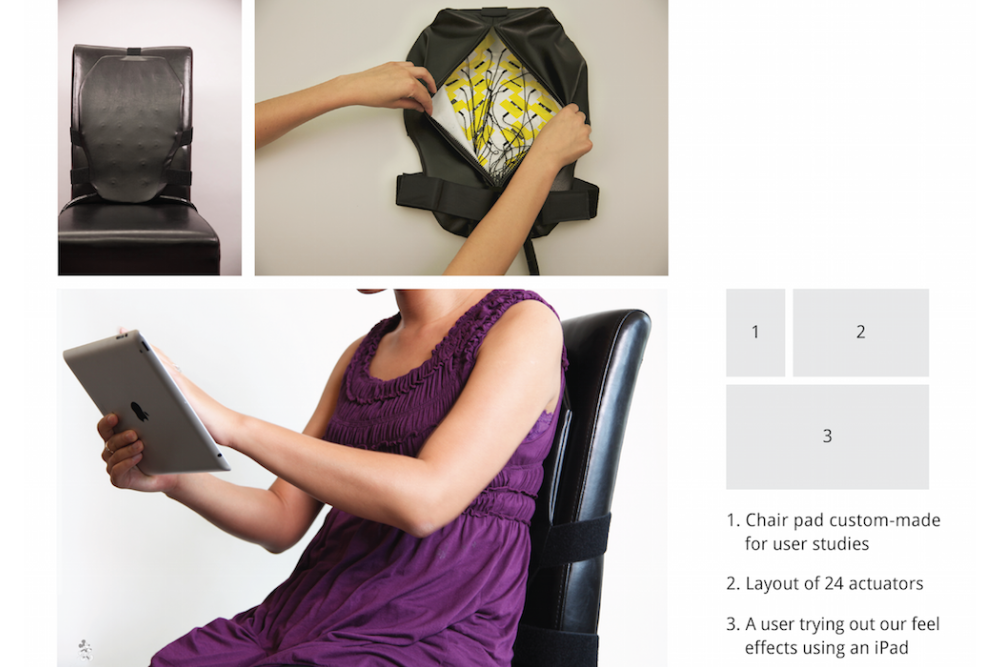 1
2
3
1. Chair pad custom-made
for user studies
2. Layout of 24 actuators
3. A user trying out our feel
effects using an iPad